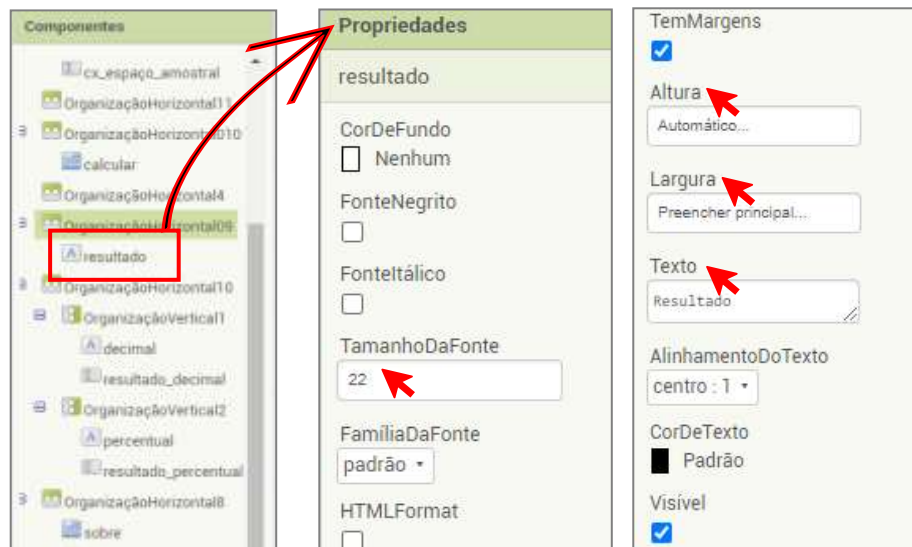 Componentes
cx_espaço_amostral
OrganizaçãoHorizontal11
OrganizaçãoHorizontal010
calcular
OrganizaçãoHorizontal4
OrganizaçãoHorizontal09
resultado
OrganizaçãoHorizontal10
OrganizaçãoVertical1
decimal
resultado_decimal
OrganizaçãoVertical2
percentual
resultado_percentual
OrganizaçãoHorizontal8
sobre
Propriedades
resultado
CorDeFundo
Nenhum
FonteNegrito
FonteItálico
TamanhoDaFonte
22
FamíliaDaFonte
padrão
HTMLFormat
TemMargens
Altura
Automático...
Largura
Preencher principal...
Texto
Resultado
AlinhamentoDoTexto
centro : 1
CorDeTexto
Padrão
Visível